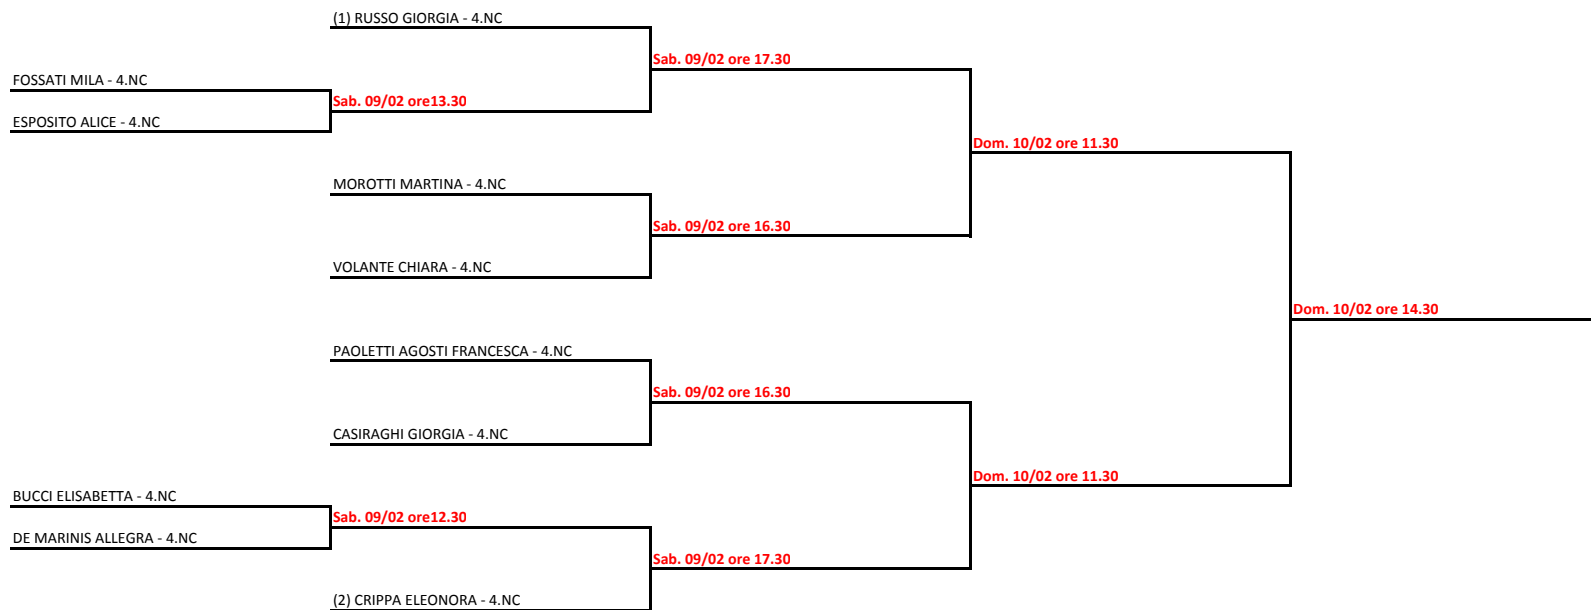 (1) RUSSO GIORGIA - 4.NC
Sab. 09/02 ore 17.30
FOSSATI MILA - 4.NC
Sab. 09/02 ore13.30
ESPOSITO ALICE - 4.NC
Dom. 10/02 ore 11.30
MOROTTI MARTINA - 4.NC
Sab. 09/02 ore 16.30
VOLANTE CHIARA - 4.NC
Dom. 10/02 ore 14.30
PAOLETTI AGOSTI FRANCESCA - 4.NC
Sab. 09/02 ore 16.30
CASIRAGHI GIORGIA - 4.NC
Dom. 10/02 ore 11.30
BUCCI ELISABETTA - 4.NC
Sab. 09/02 ore12.30
DE MARINIS ALLEGRA - 4.NC
Sab. 09/02 ore 17.30
(2) CRIPPA ELEONORA - 4.NC